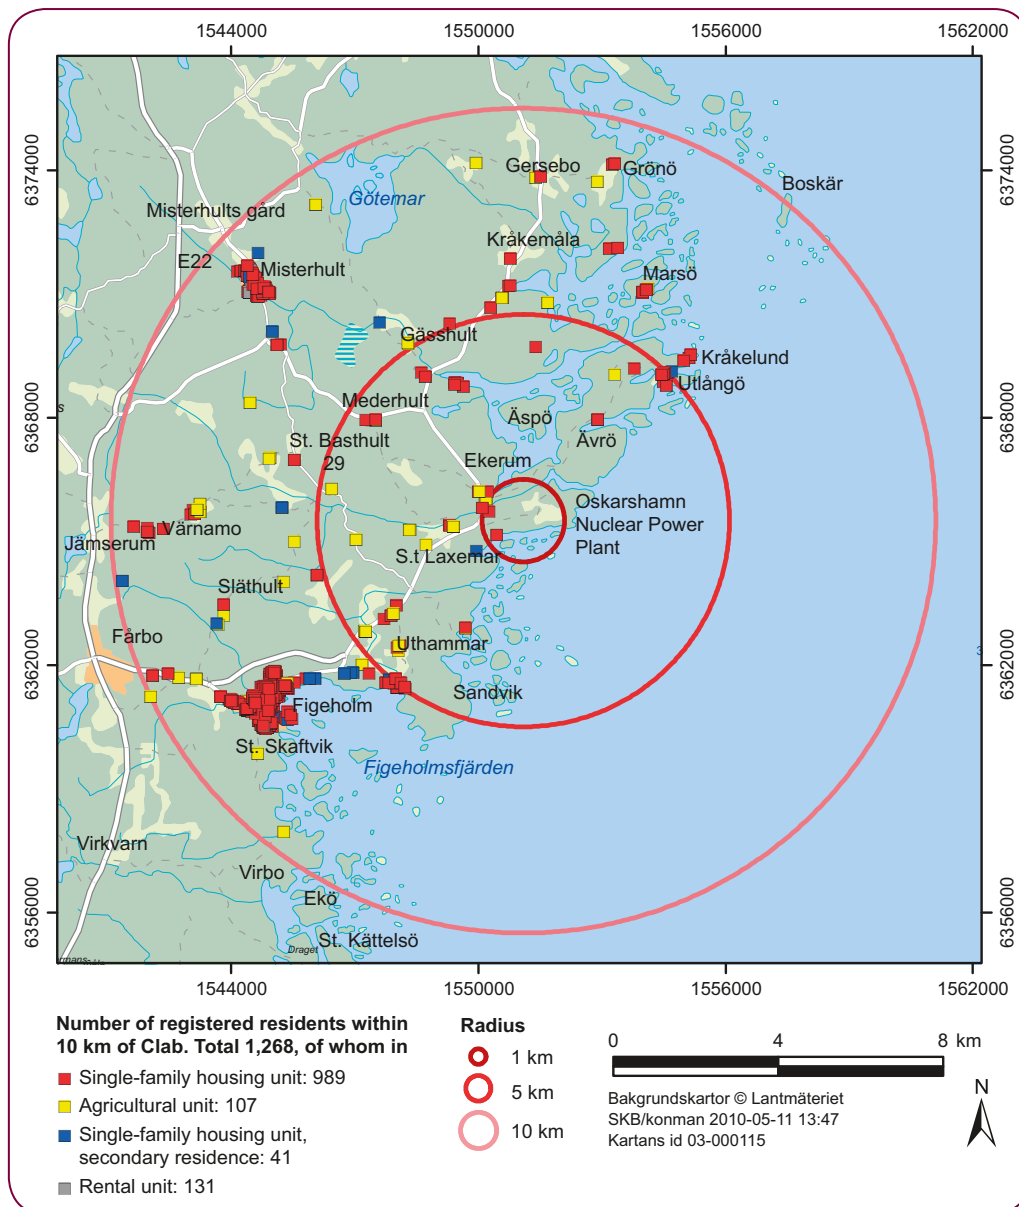 1544000
1550000
1556000
1562000
6374000
6374000
Gersebo
Grönö
Boskär
Götemar
Misterhults gård
Kråkemåla
E22
Misterhult
Marsö
Gässhult
Kråkelund
Utlångö
Mederhult
6368000
6368000
s
Äspö
St. Basthult
Ävrö
29
Ekerum
Oskarshamn
Nuclear Power
Plant
Värnamo
Jämserum
S.t Laxemar
Släthult
Fårbo
Uthammar
6362000
6362000
Sandvik
Figeholm
St. Skaftvik
Figeholmsfjärden
Virkvarn
Virbo
Ekö
6356000
6356000
St. Kättelsö
Draget
1544000
1550000
1556000
1562000
Number of registered residents within
10 km of Clab. Total 1,268, of whom in
Single-family housing unit: 989
Agricultural unit: 107
Single-family housing unit,
secondary residence: 41
Rental unit: 131
Radius
1 km
5 km
10 km
0 4 8 km
Bakgrundskartor © Lantmäteriet
SKB/konman 2010-05-11 13:47
Kartans id 03-000115
N